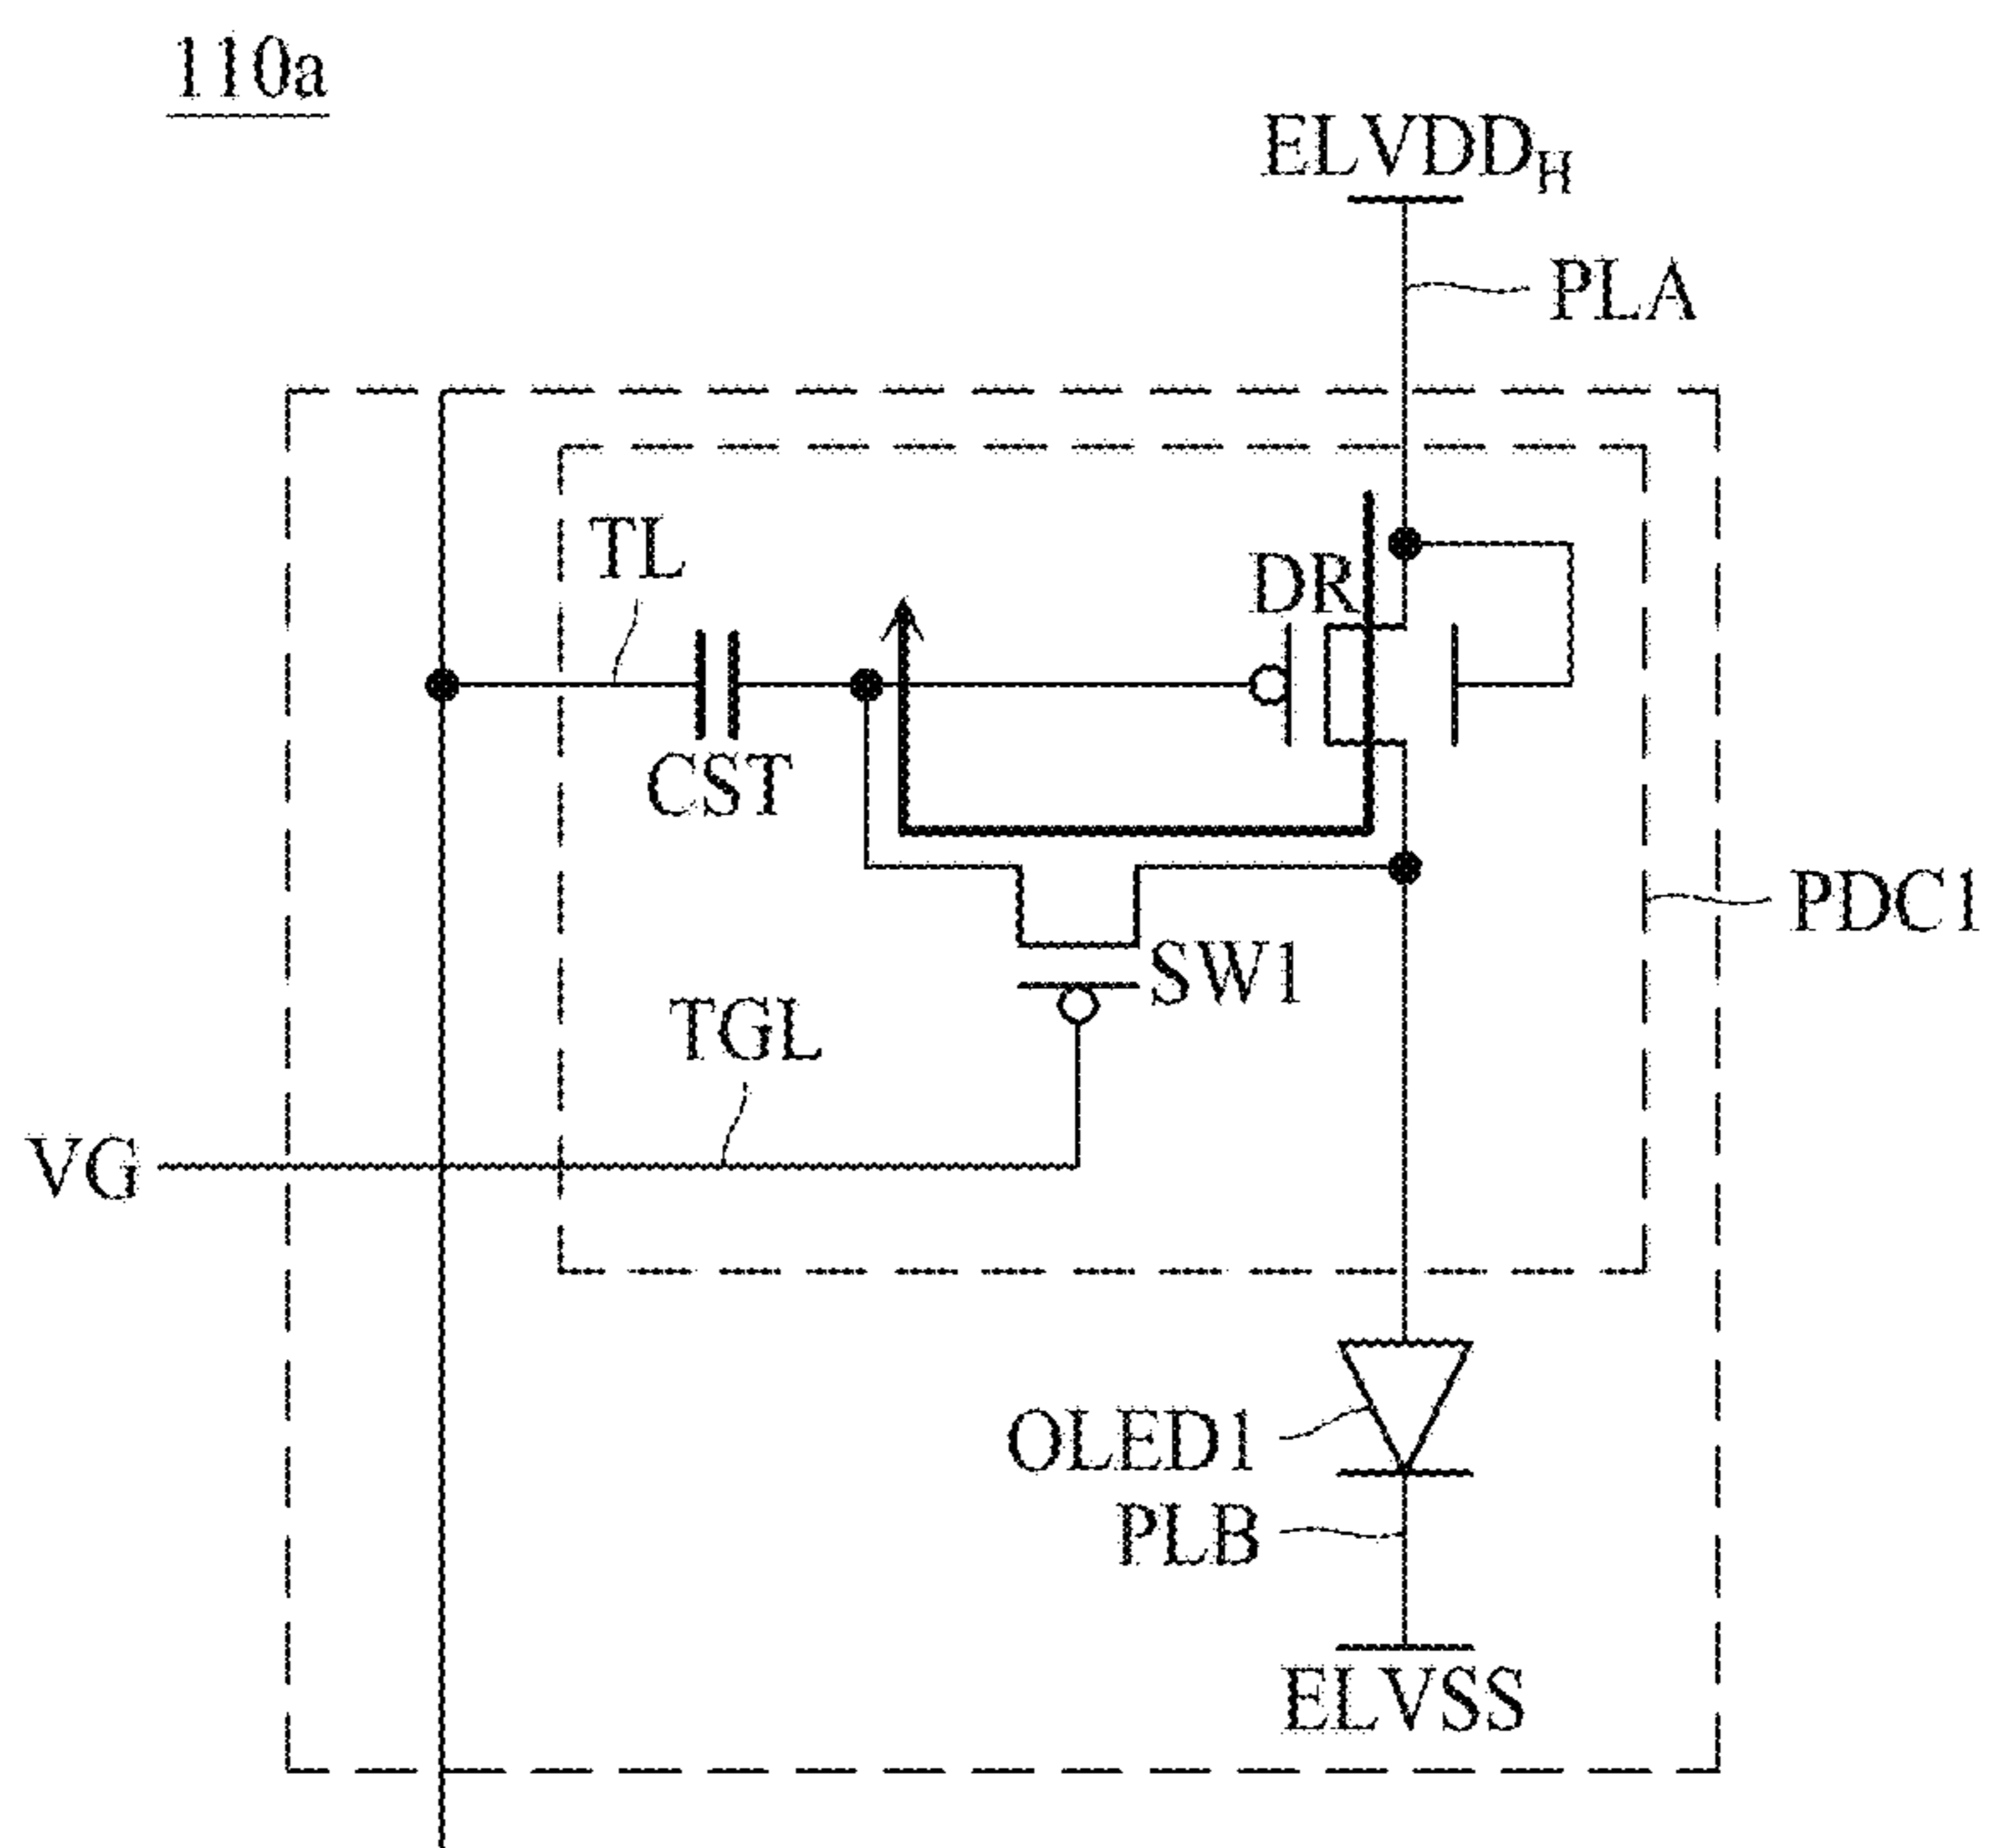 110a
ELVDDH
PLA
TL
DR
CST
PDC1
SW1
TGL
VG
OLED1
PLB
ELVSS